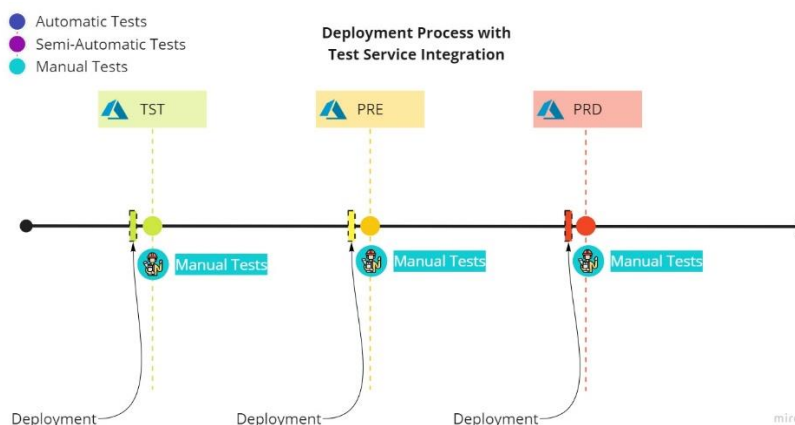 Automatic Tests
Semi-Automatic Tests
Manual Tests
Deployment Process with
Test Service Integration
TST
PRE
PRD
Manual Tests
Manual Tests
Manual Tests
Deployment
Deployment
Deployment